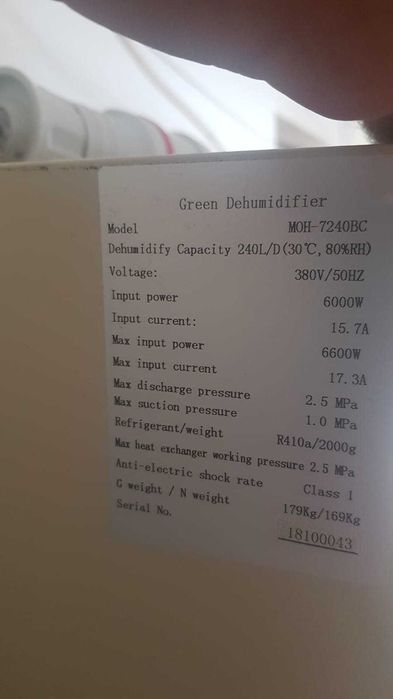 Green Dehumidifier
Model MOH-7240BC
Dehumidify Capacity 240L/D(30℃, 80%RH)
Voltage: 380V/50HZ
Input power 6000W
Input current: 15.7A
Max input power 6600W
Max input current 17.3A
Max discharge pressure 2.5 MPa
Max suction pressure 1.0 MPa
Refrigerant/weight R410a/2000g
Max heat exchanger working pressure 2.5 MPa
Anti-electric shock rate Class I
G weight / N weight 179Kg/169Kg
Serial No. 18100043